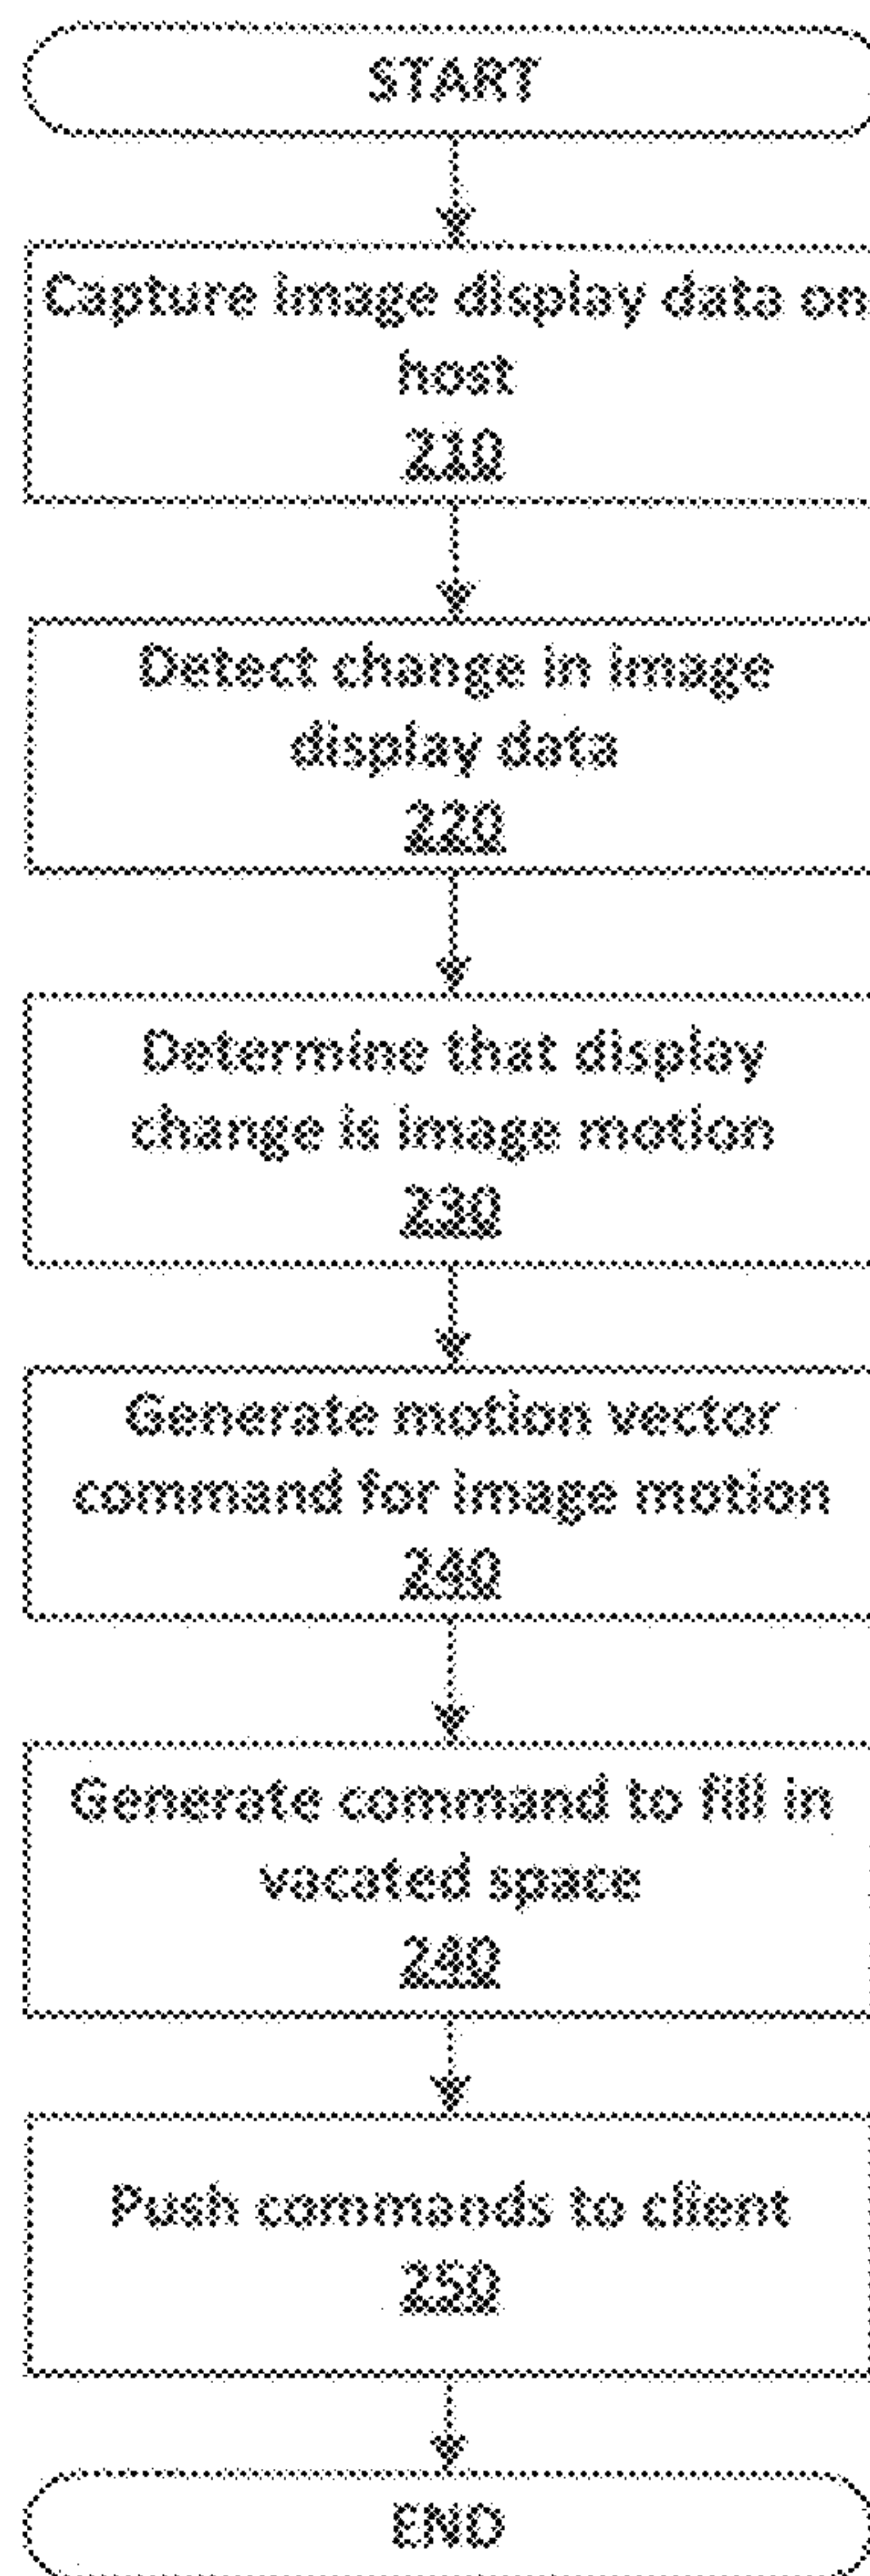 START
Capture image display data on
host
210
Detect change in image
display data
220
Determine that display
change is image motion
230
Generate motion vector
command for image motion
240
Generate command to fill in
vacated space
240
Push commands to client
250
END